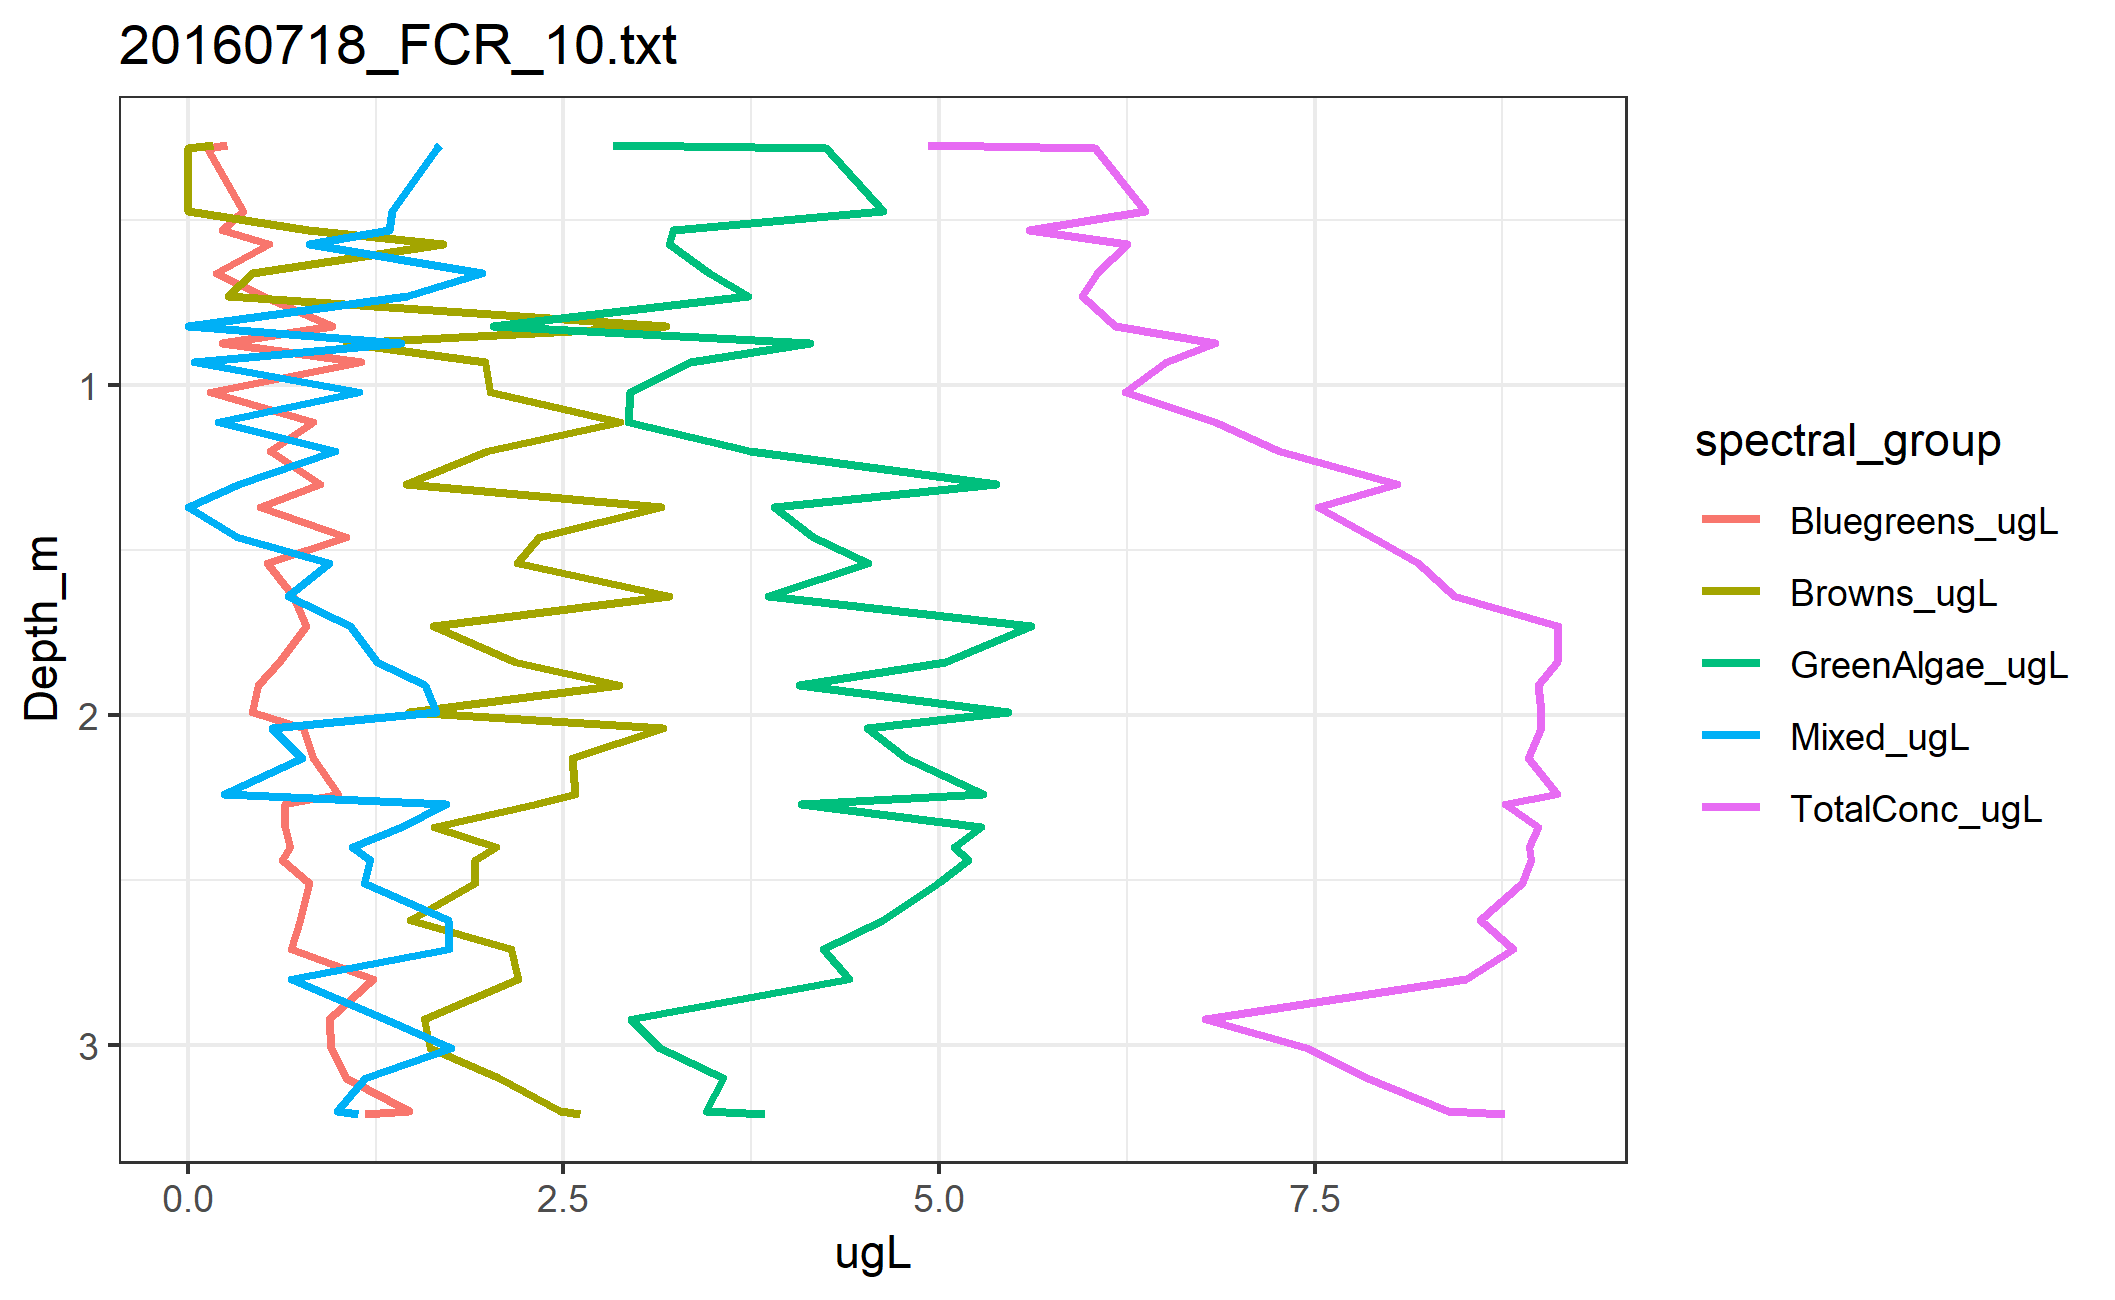 20160718_FCR_10.txt
Depth_m
1
2
3
0.0 2.5 5.0 7.5
ugL
spectral_group
Bluegreens_ugL
Browns_ugL
GreenAlgae_ugL
Mixed_ugL
TotalConc_ugL